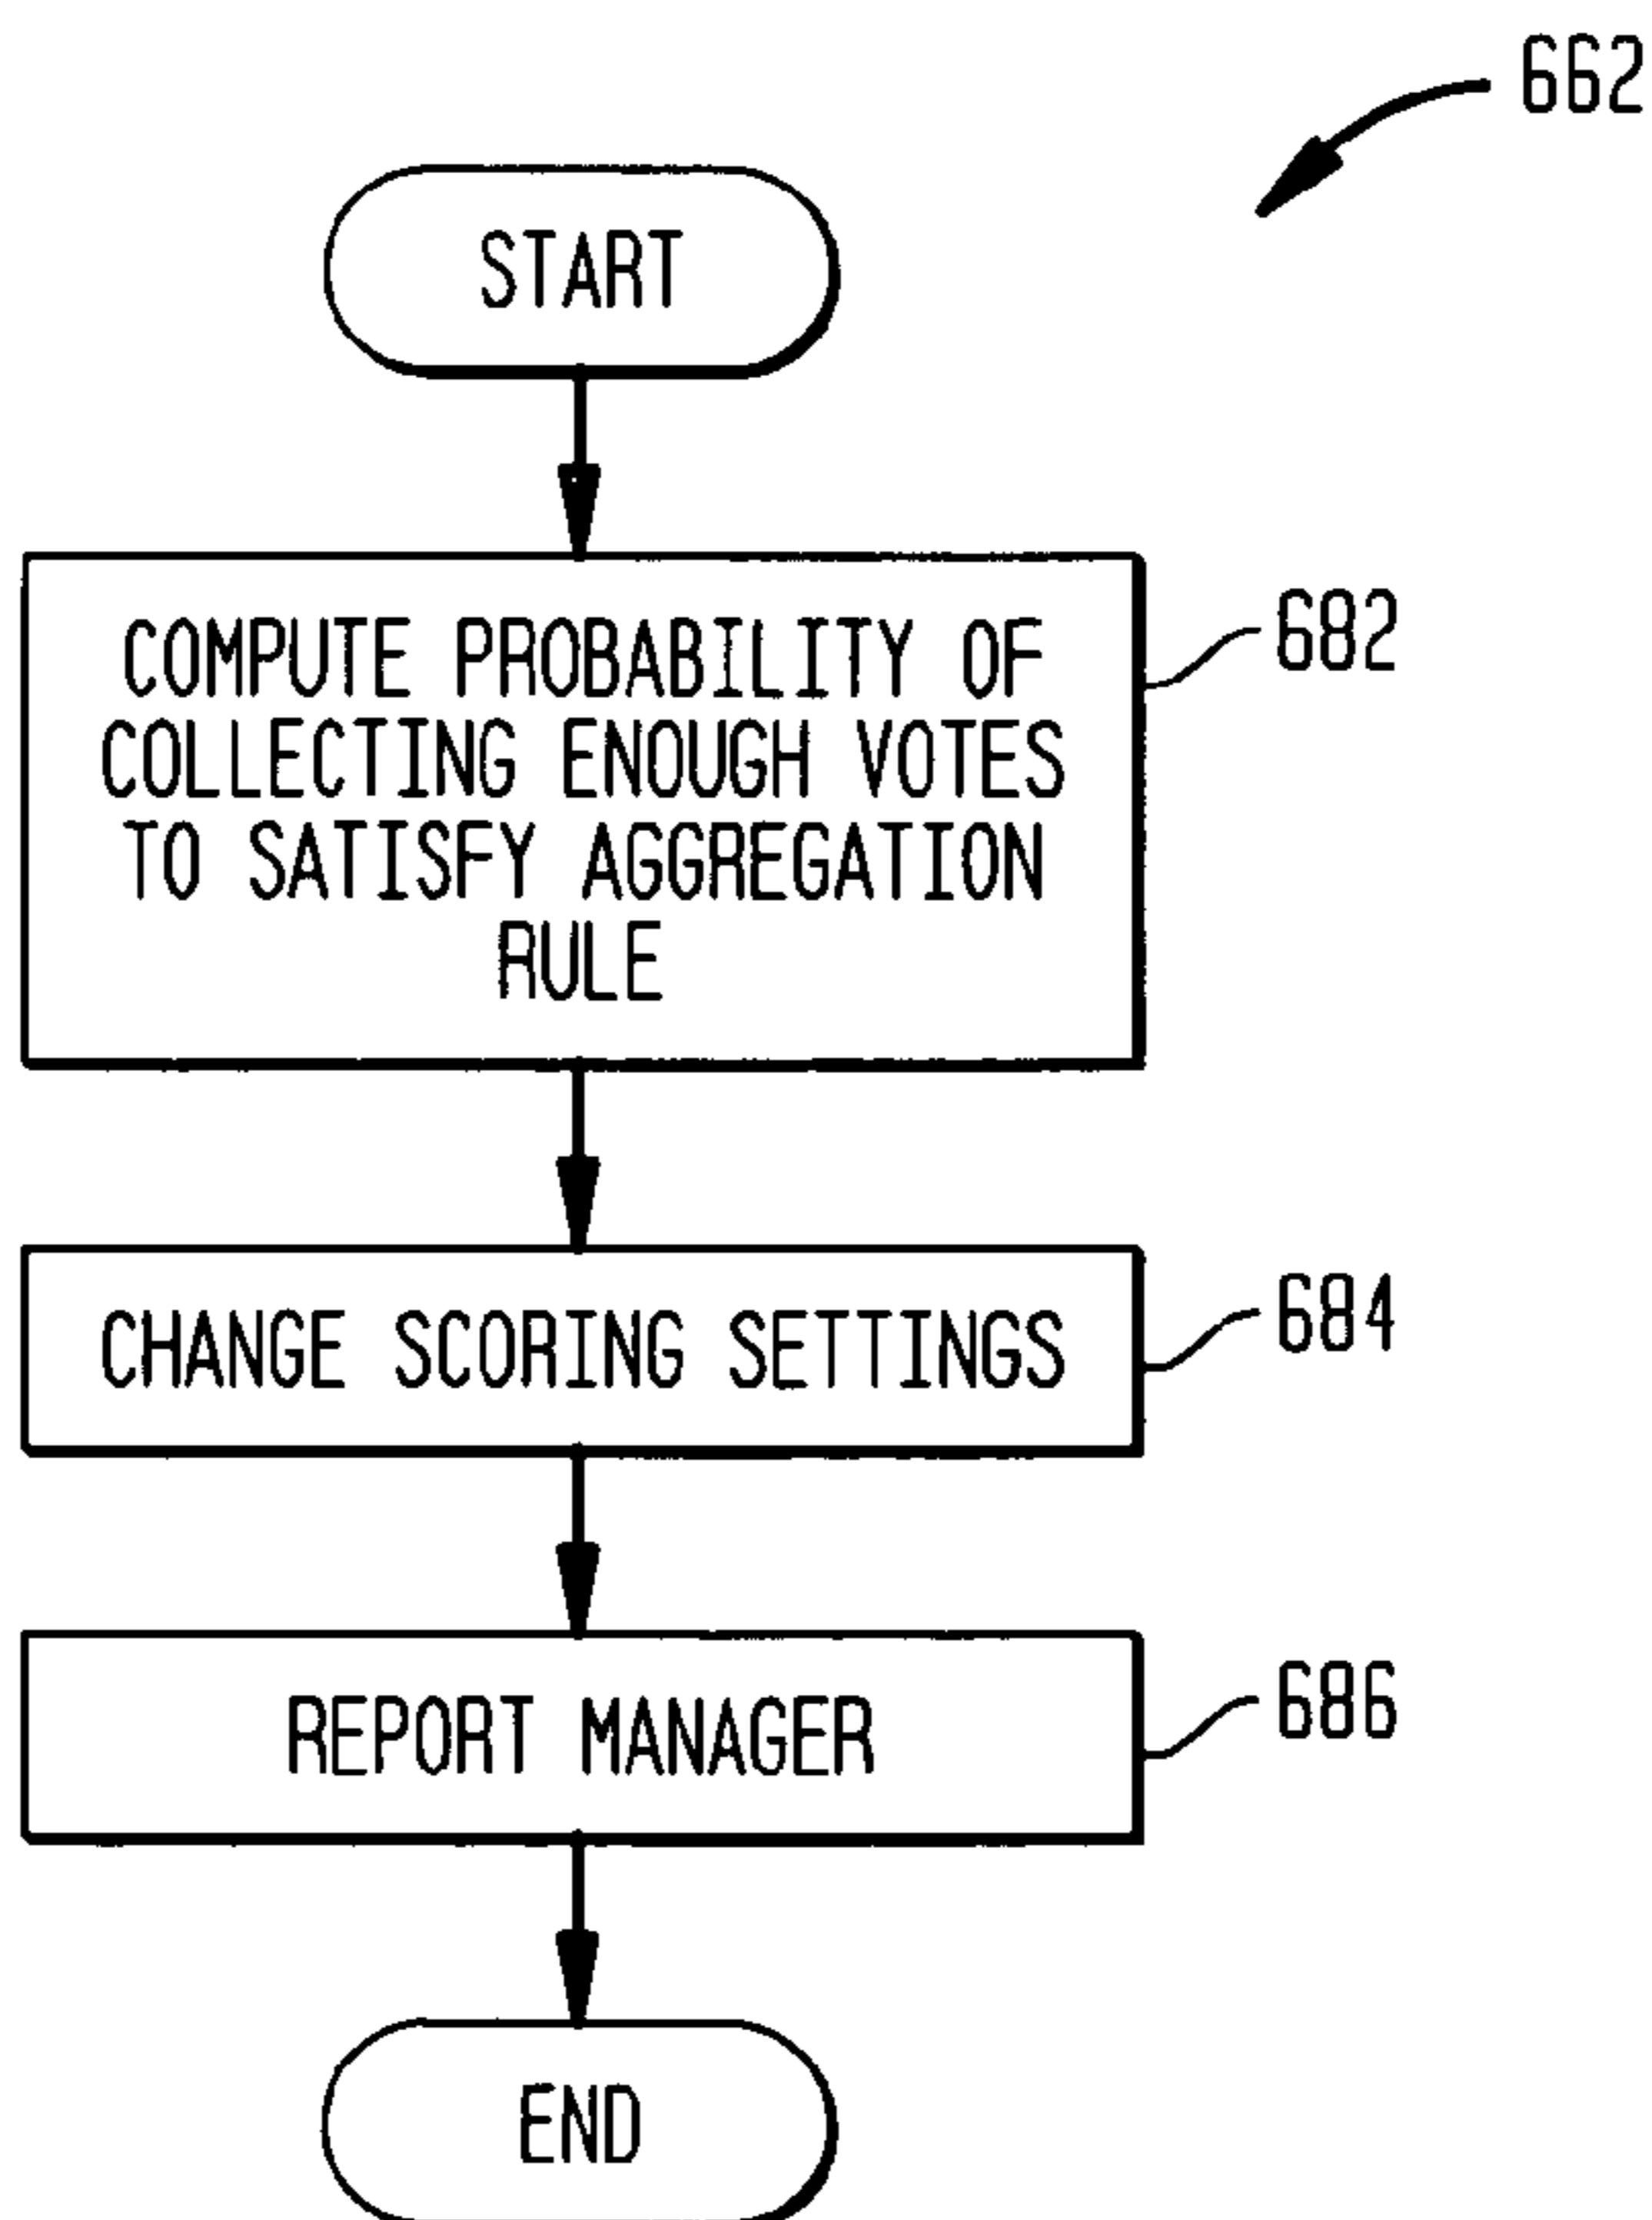 662
START
COMPUTE PROBABILITY OF
COLLECTING ENOUGH VOTES
TO SATISFY AGGREGATION
RULE
682
CHANGE SCORING SETTINGS
684
REPORT MANAGER
686
END